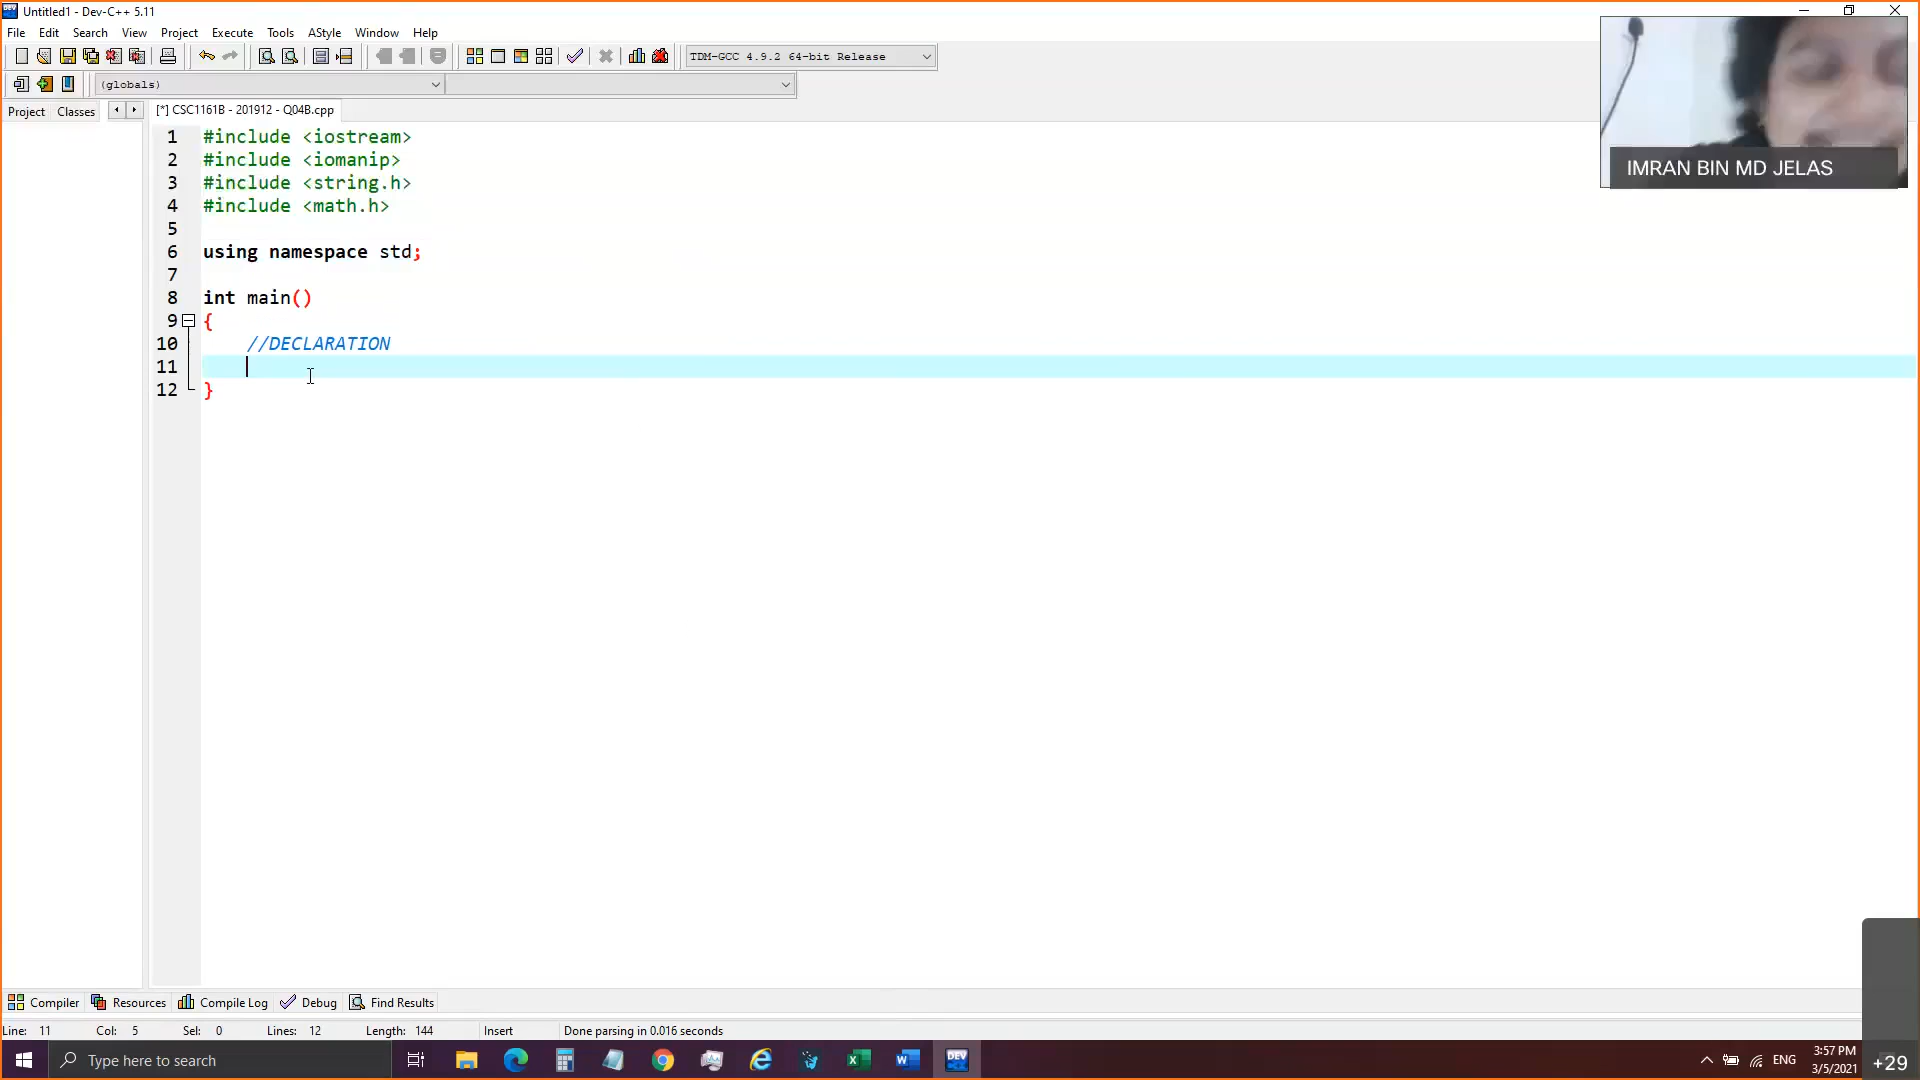 Untitled1 - Dev-C++ 5.11
File Edit Search View Project Execute Tools AStyle Window Help
TDM-GCC 4.9.2 64-bit Release
(globals)
Project Classes
[*] CSC1161B - 201912 - Q04B.cpp
IMRAN BIN MD JELAS
1 #include <iostream>
2 #include <iomanip>
3 #include <string.h>
4 #include <math.h>
5
6 using namespace std;
7
8 int main()
9 {
10 //DECLARATION
11
12 }
Compiler Resources Compile Log Debug Find Results
Line: 11 Col: 5 Sel: 0 Lines: 12 Length: 144 Insert Done parsing in 0.016 seconds
Type here to search
DEV
ENG
3:57 PM
3/5/2021
+29